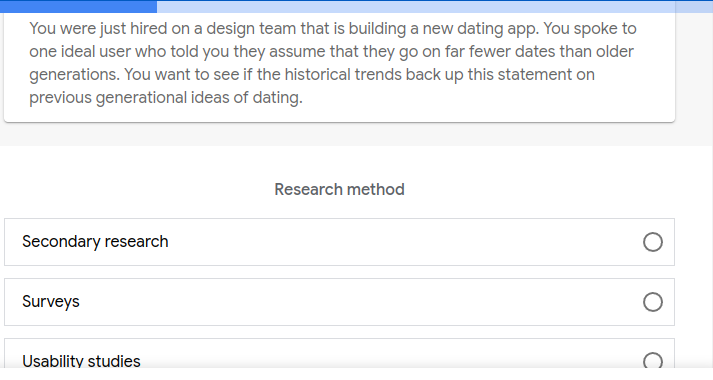 You were just hired on a design team that is building a new dating app. You spoke to
one ideal user who told you they assume that they go on far fewer dates than older
generations. You want to see if the historical trends back up this statement on
previous generational ideas of dating.
Research method
Secondary research
Surveys
Usability studies